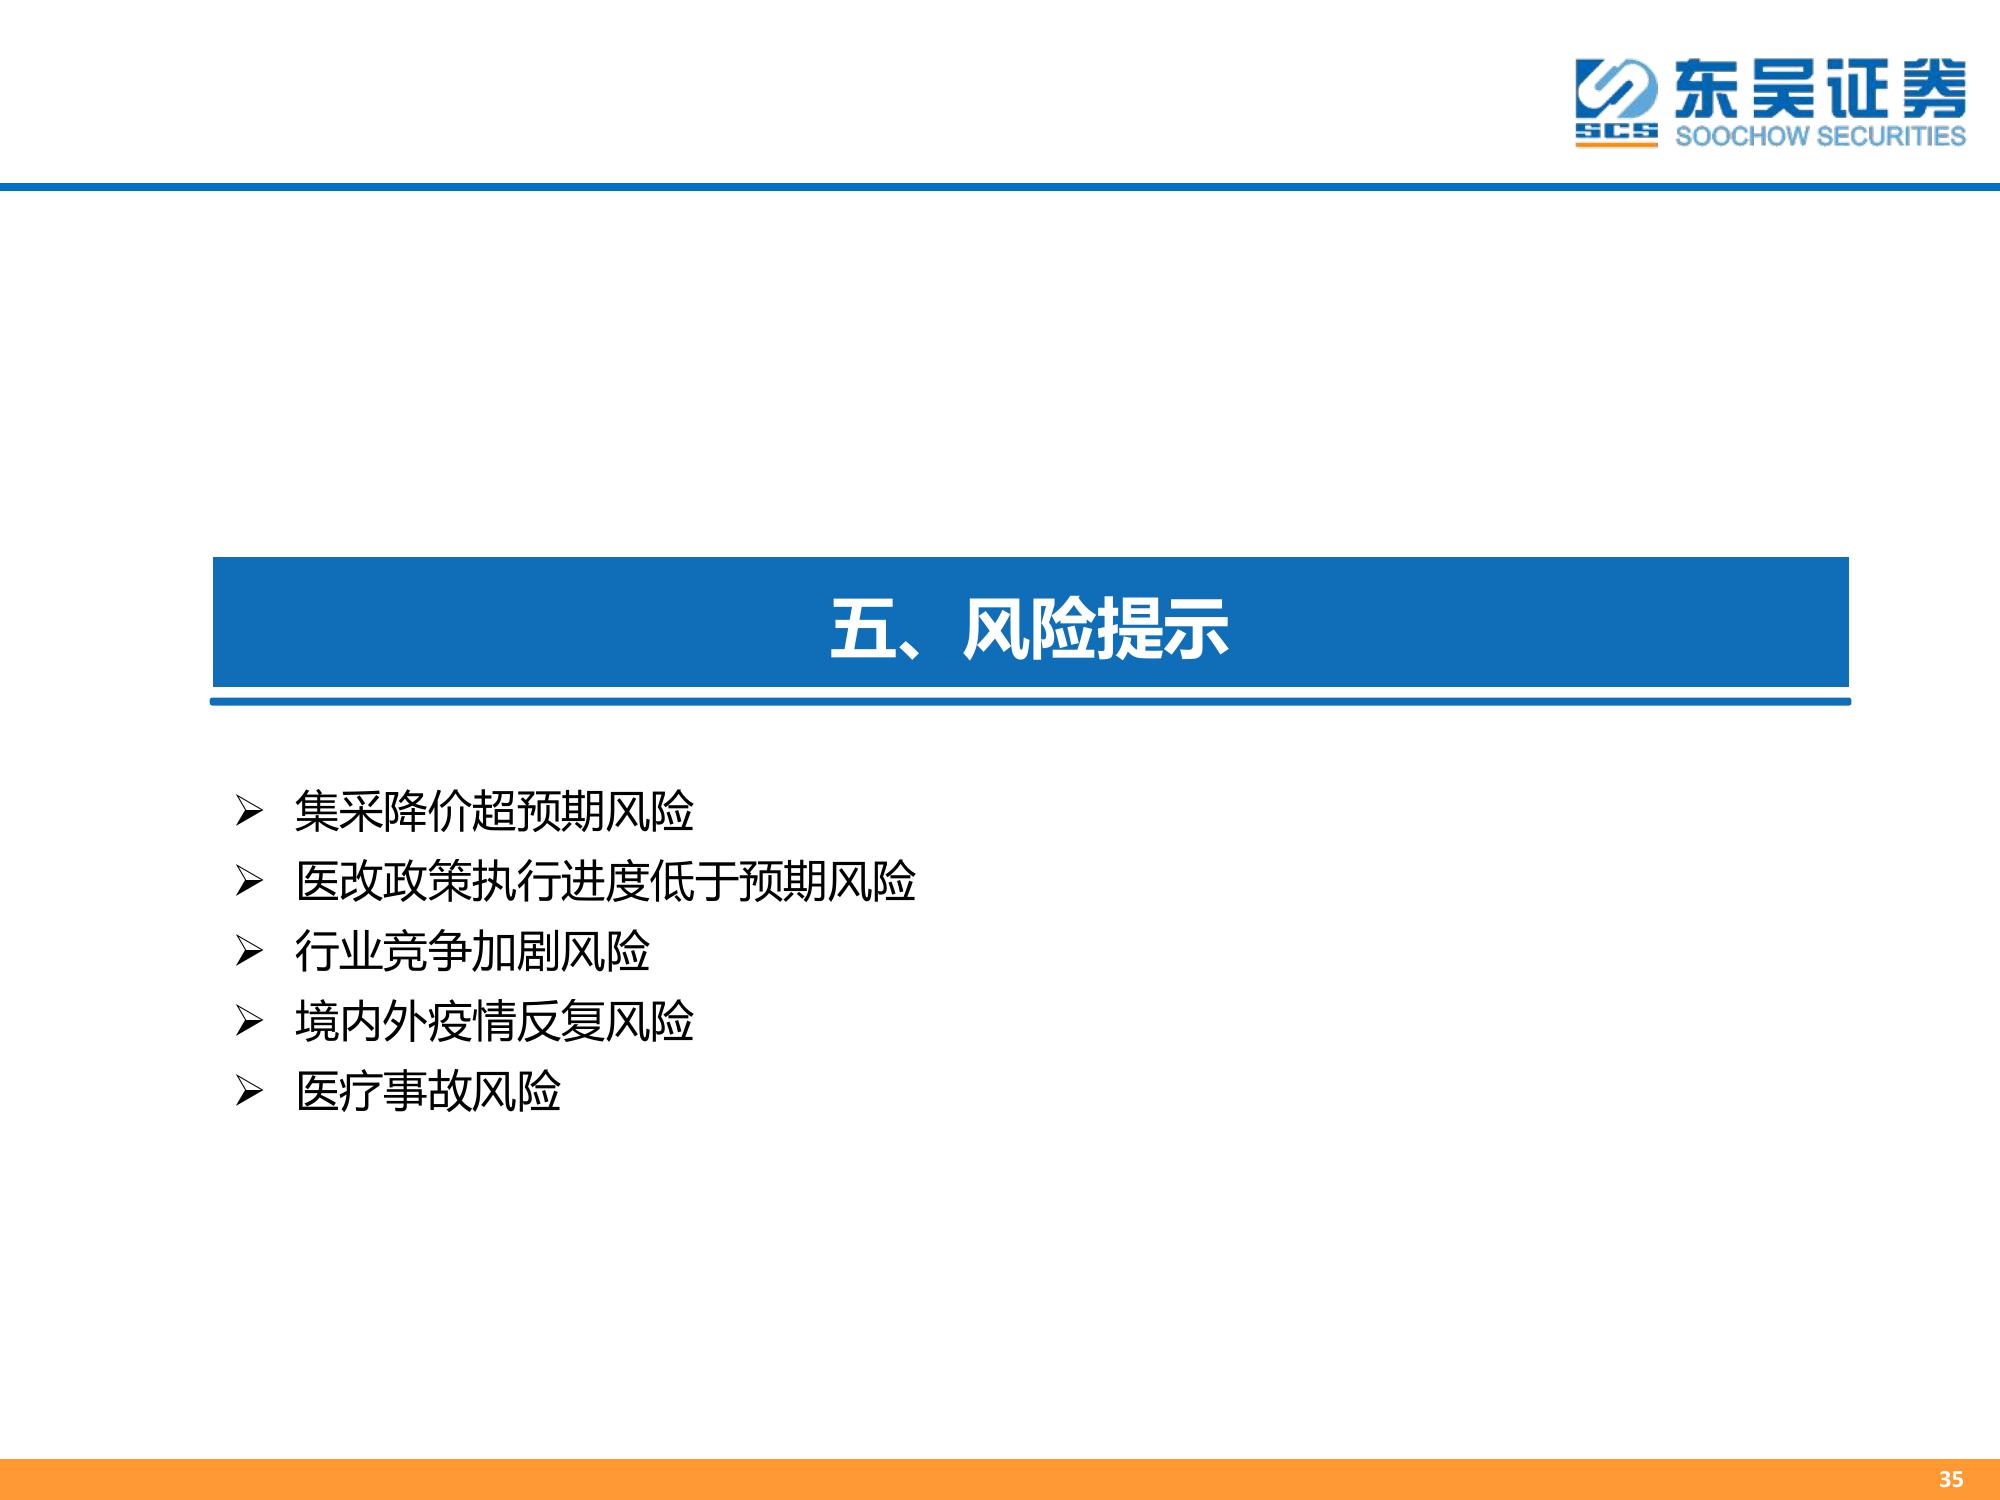 东吴证券
SCS
SOOCHOW SECURITIES
五、风险提示
➢ 集采降价超预期风险
➢ 医改政策执行进度低于预期风险
➢ 行业竞争加剧风险
➢ 境内外疫情反复风险
➢ 医疗事故风险
35